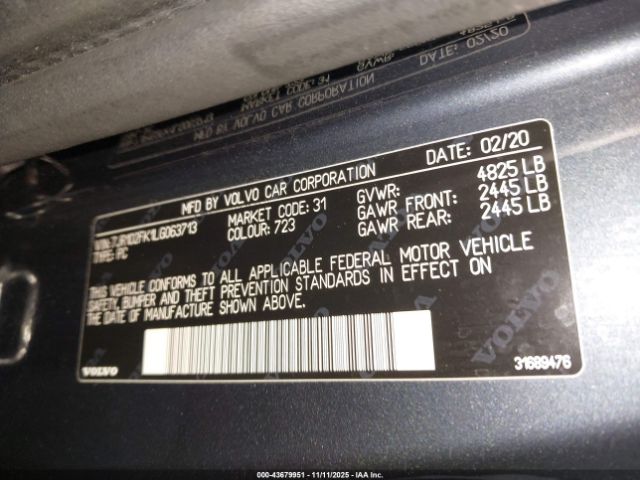 MFD BY VOLVO CAR CORPORATION DATE: 02/20
VIN: 7JR102FK1LG063713 MARKET CODE: 31 GVWR: 4825 LB
TYPE: PC COLOUR: 723 GAWR FRONT: 2445 LB
GAWR REAR: 2445 LB
THIS VEHICLE CONFORMS TO ALL APPLICABLE FEDERAL MOTOR VEHICLE
SAFETY, BUMPER AND THEFT PREVENTION STANDARDS IN EFFECT ON
THE DATE OF MANUFACTURE SHOWN ABOVE.
VOLVO
31689476
000-43679951 - 11/11/2025 - IAA, Inc.